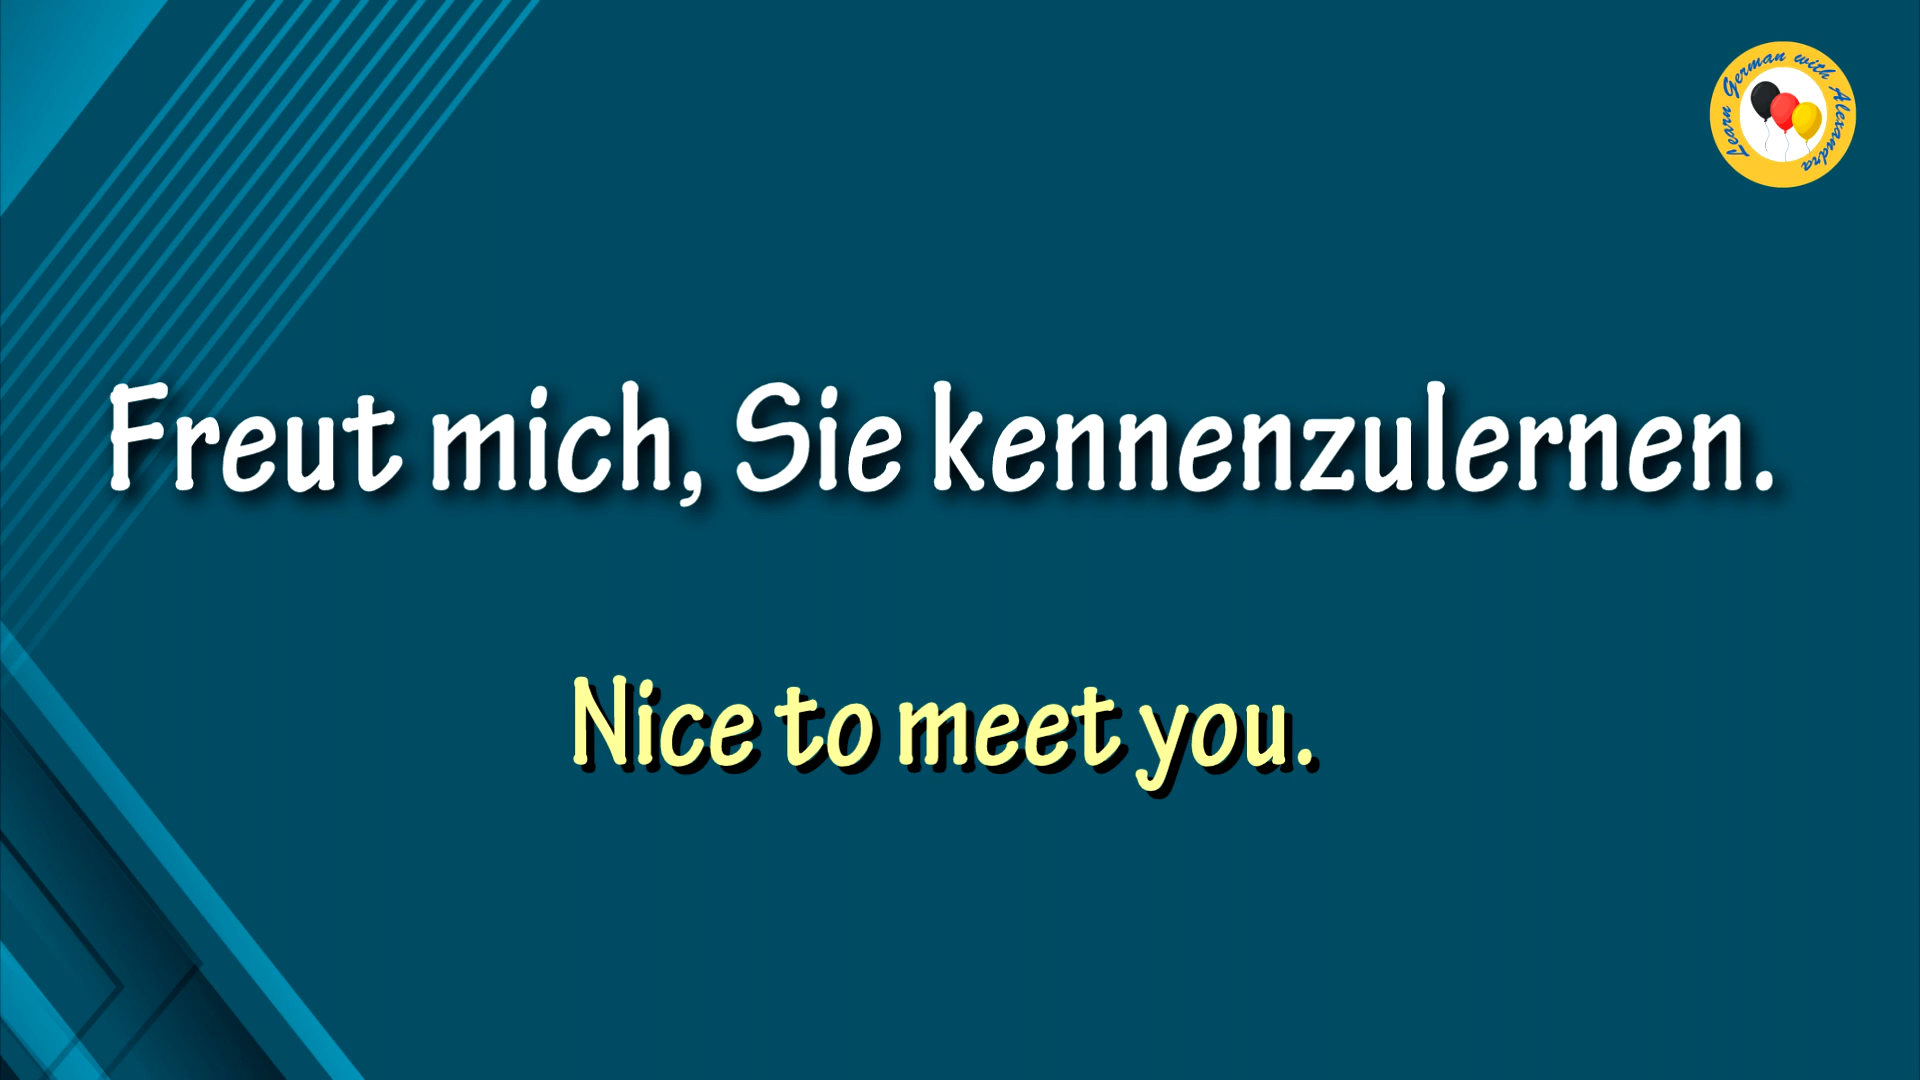 Learn German with Alexandra
Freut mich, Sie kennenzulernen.
Nice to meet you.